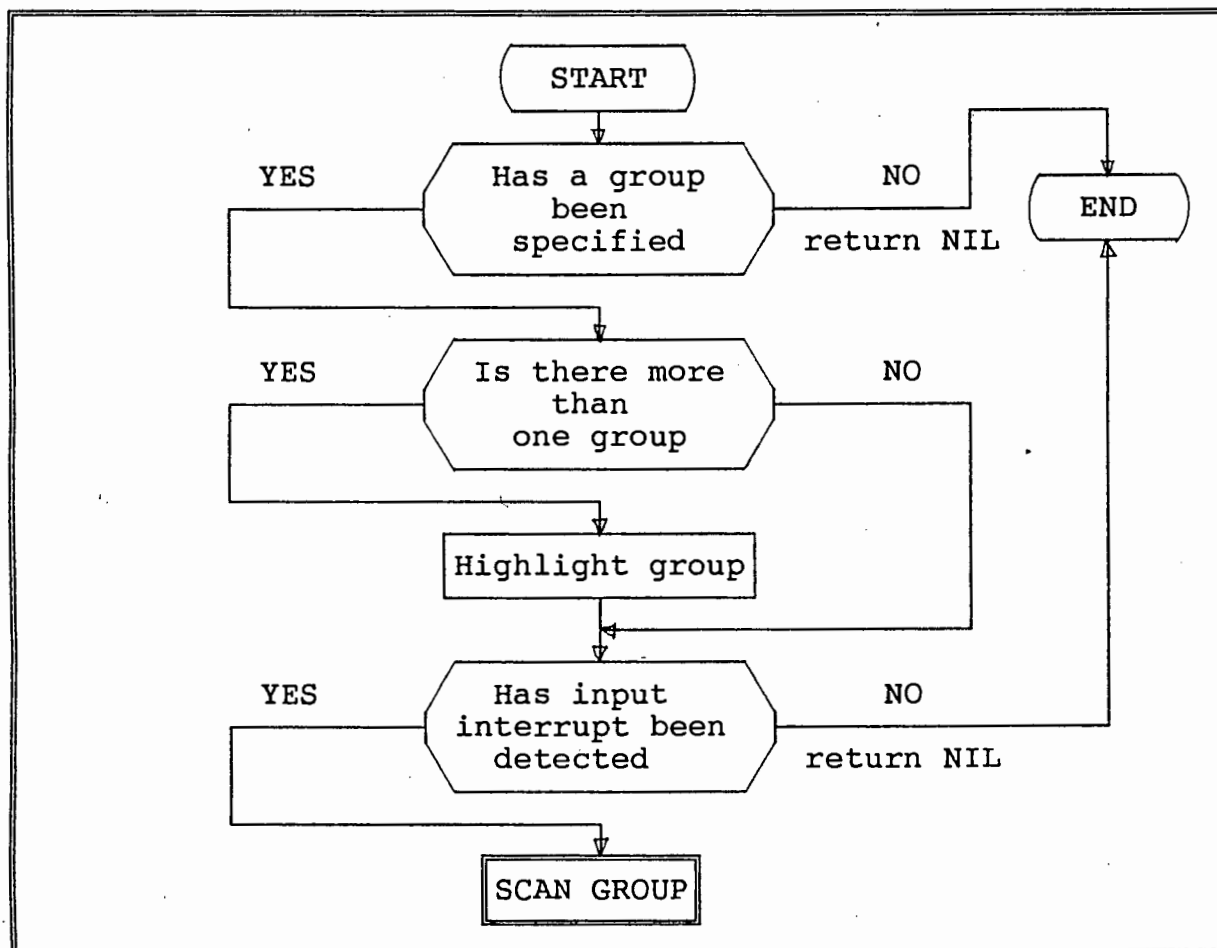 START
YES
Has a group
been
specified
NO
return NIL
END
YES
Is there more
than
one group
NO
Highlight group
YES
Has input
interrupt been
detected
NO
return NIL
SCAN GROUP